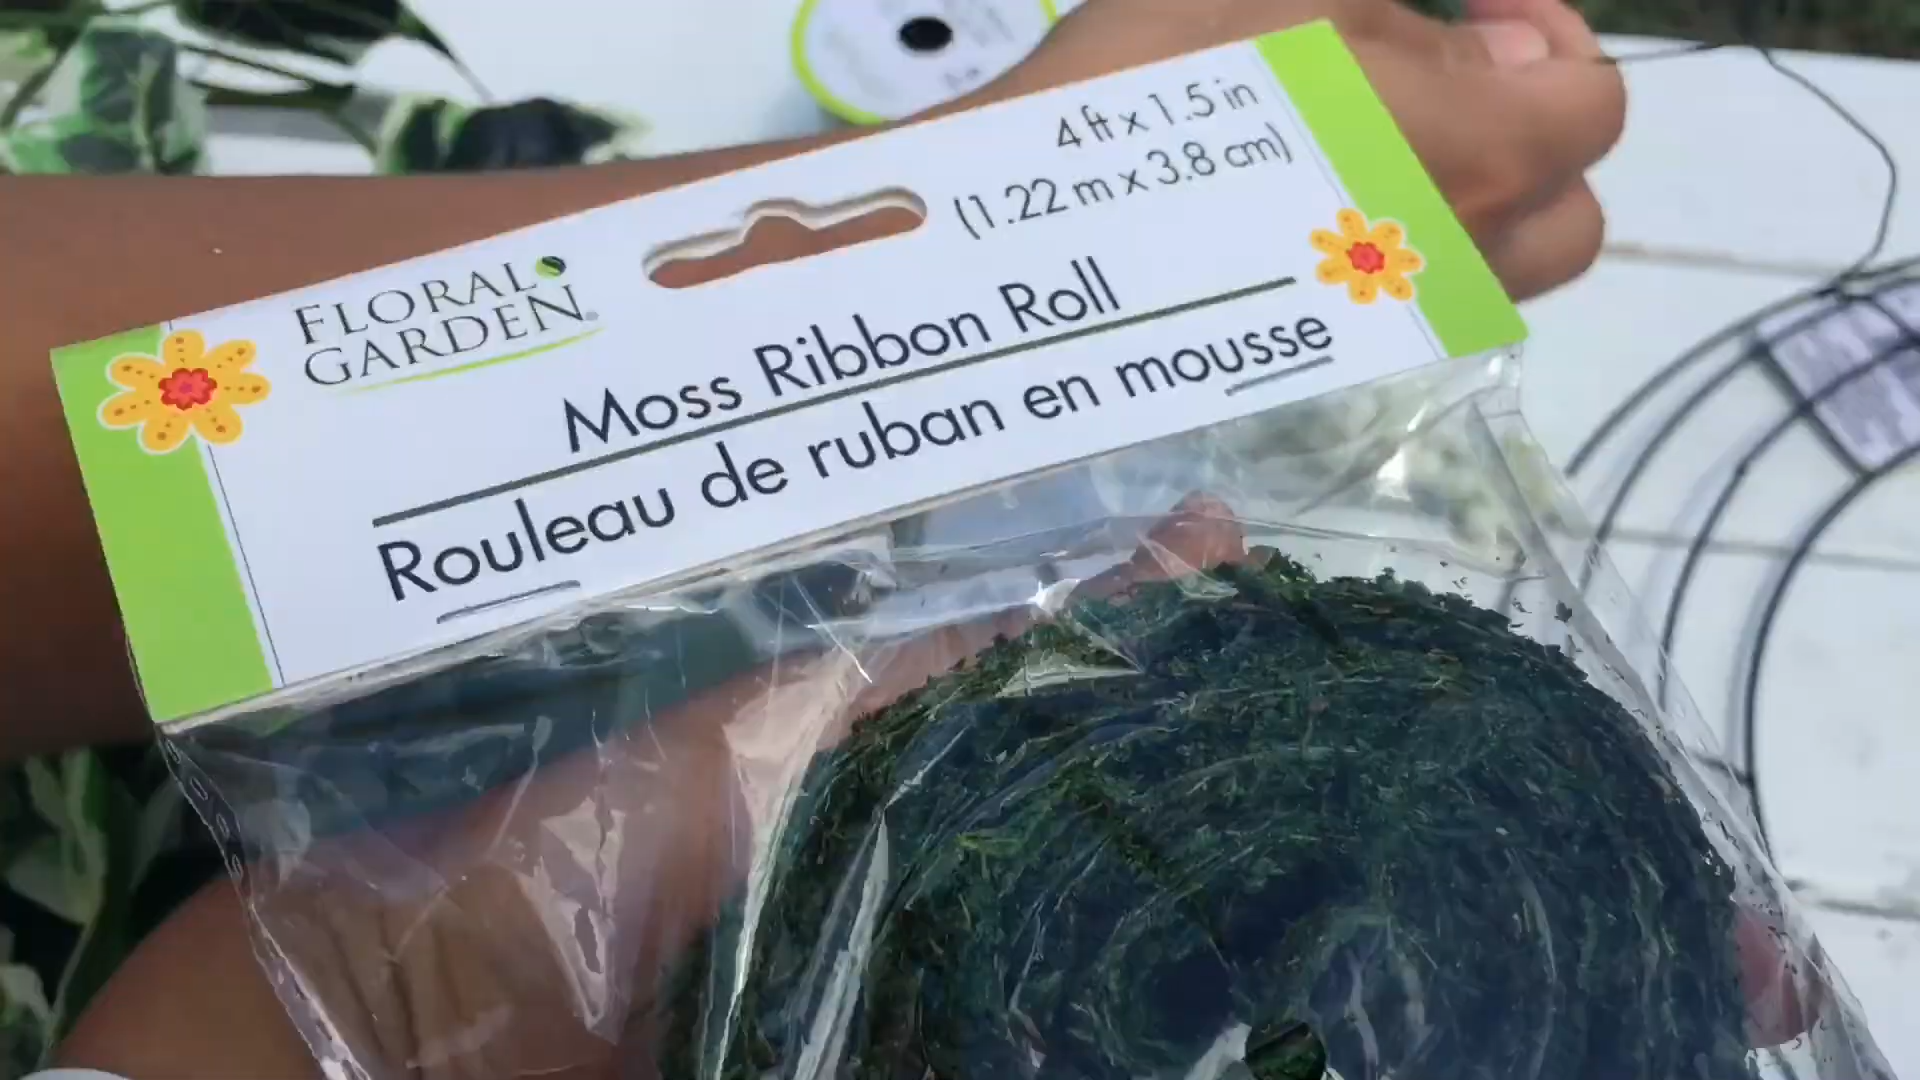 4 ft x 1.5 in
(1.22 m x 3.8 cm)
FLORAL
GARDEN®
Moss Ribbon Roll
Rouleau de ruban en mousse